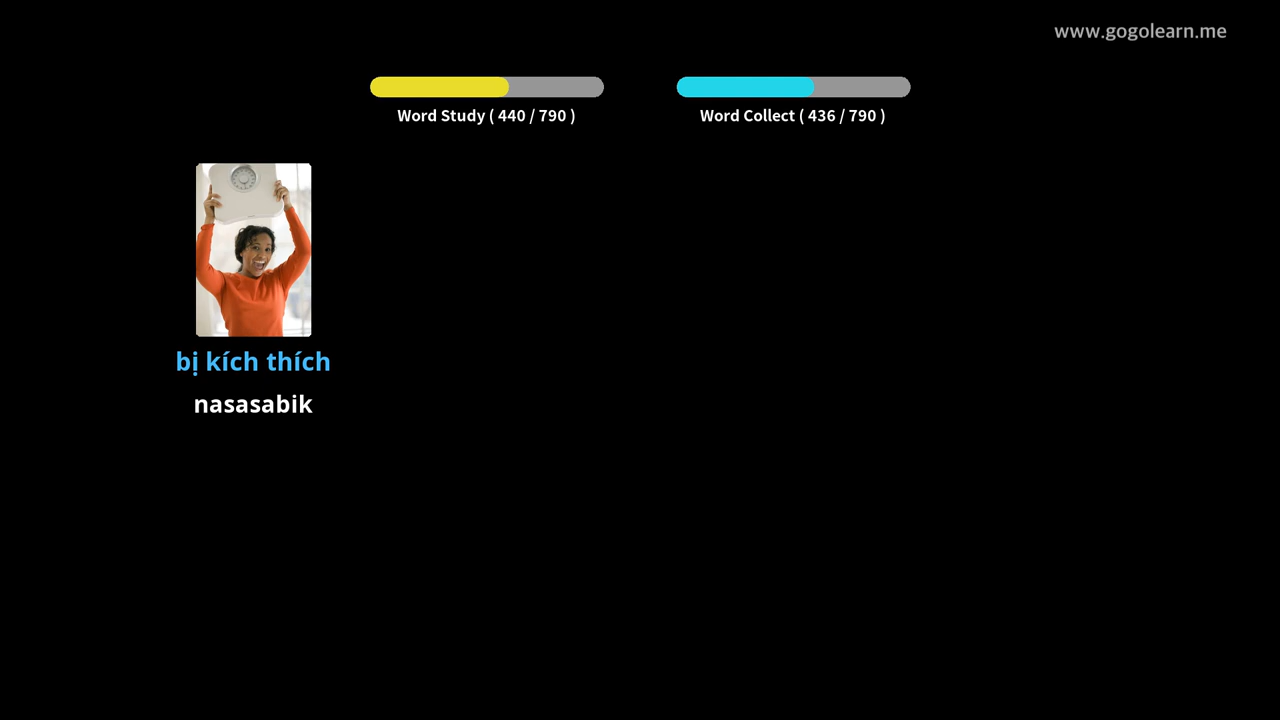 www.gogolearn.me
Word Study ( 440 / 790 )
Word Collect ( 436 / 790 )
bị kích thích
nasasabik